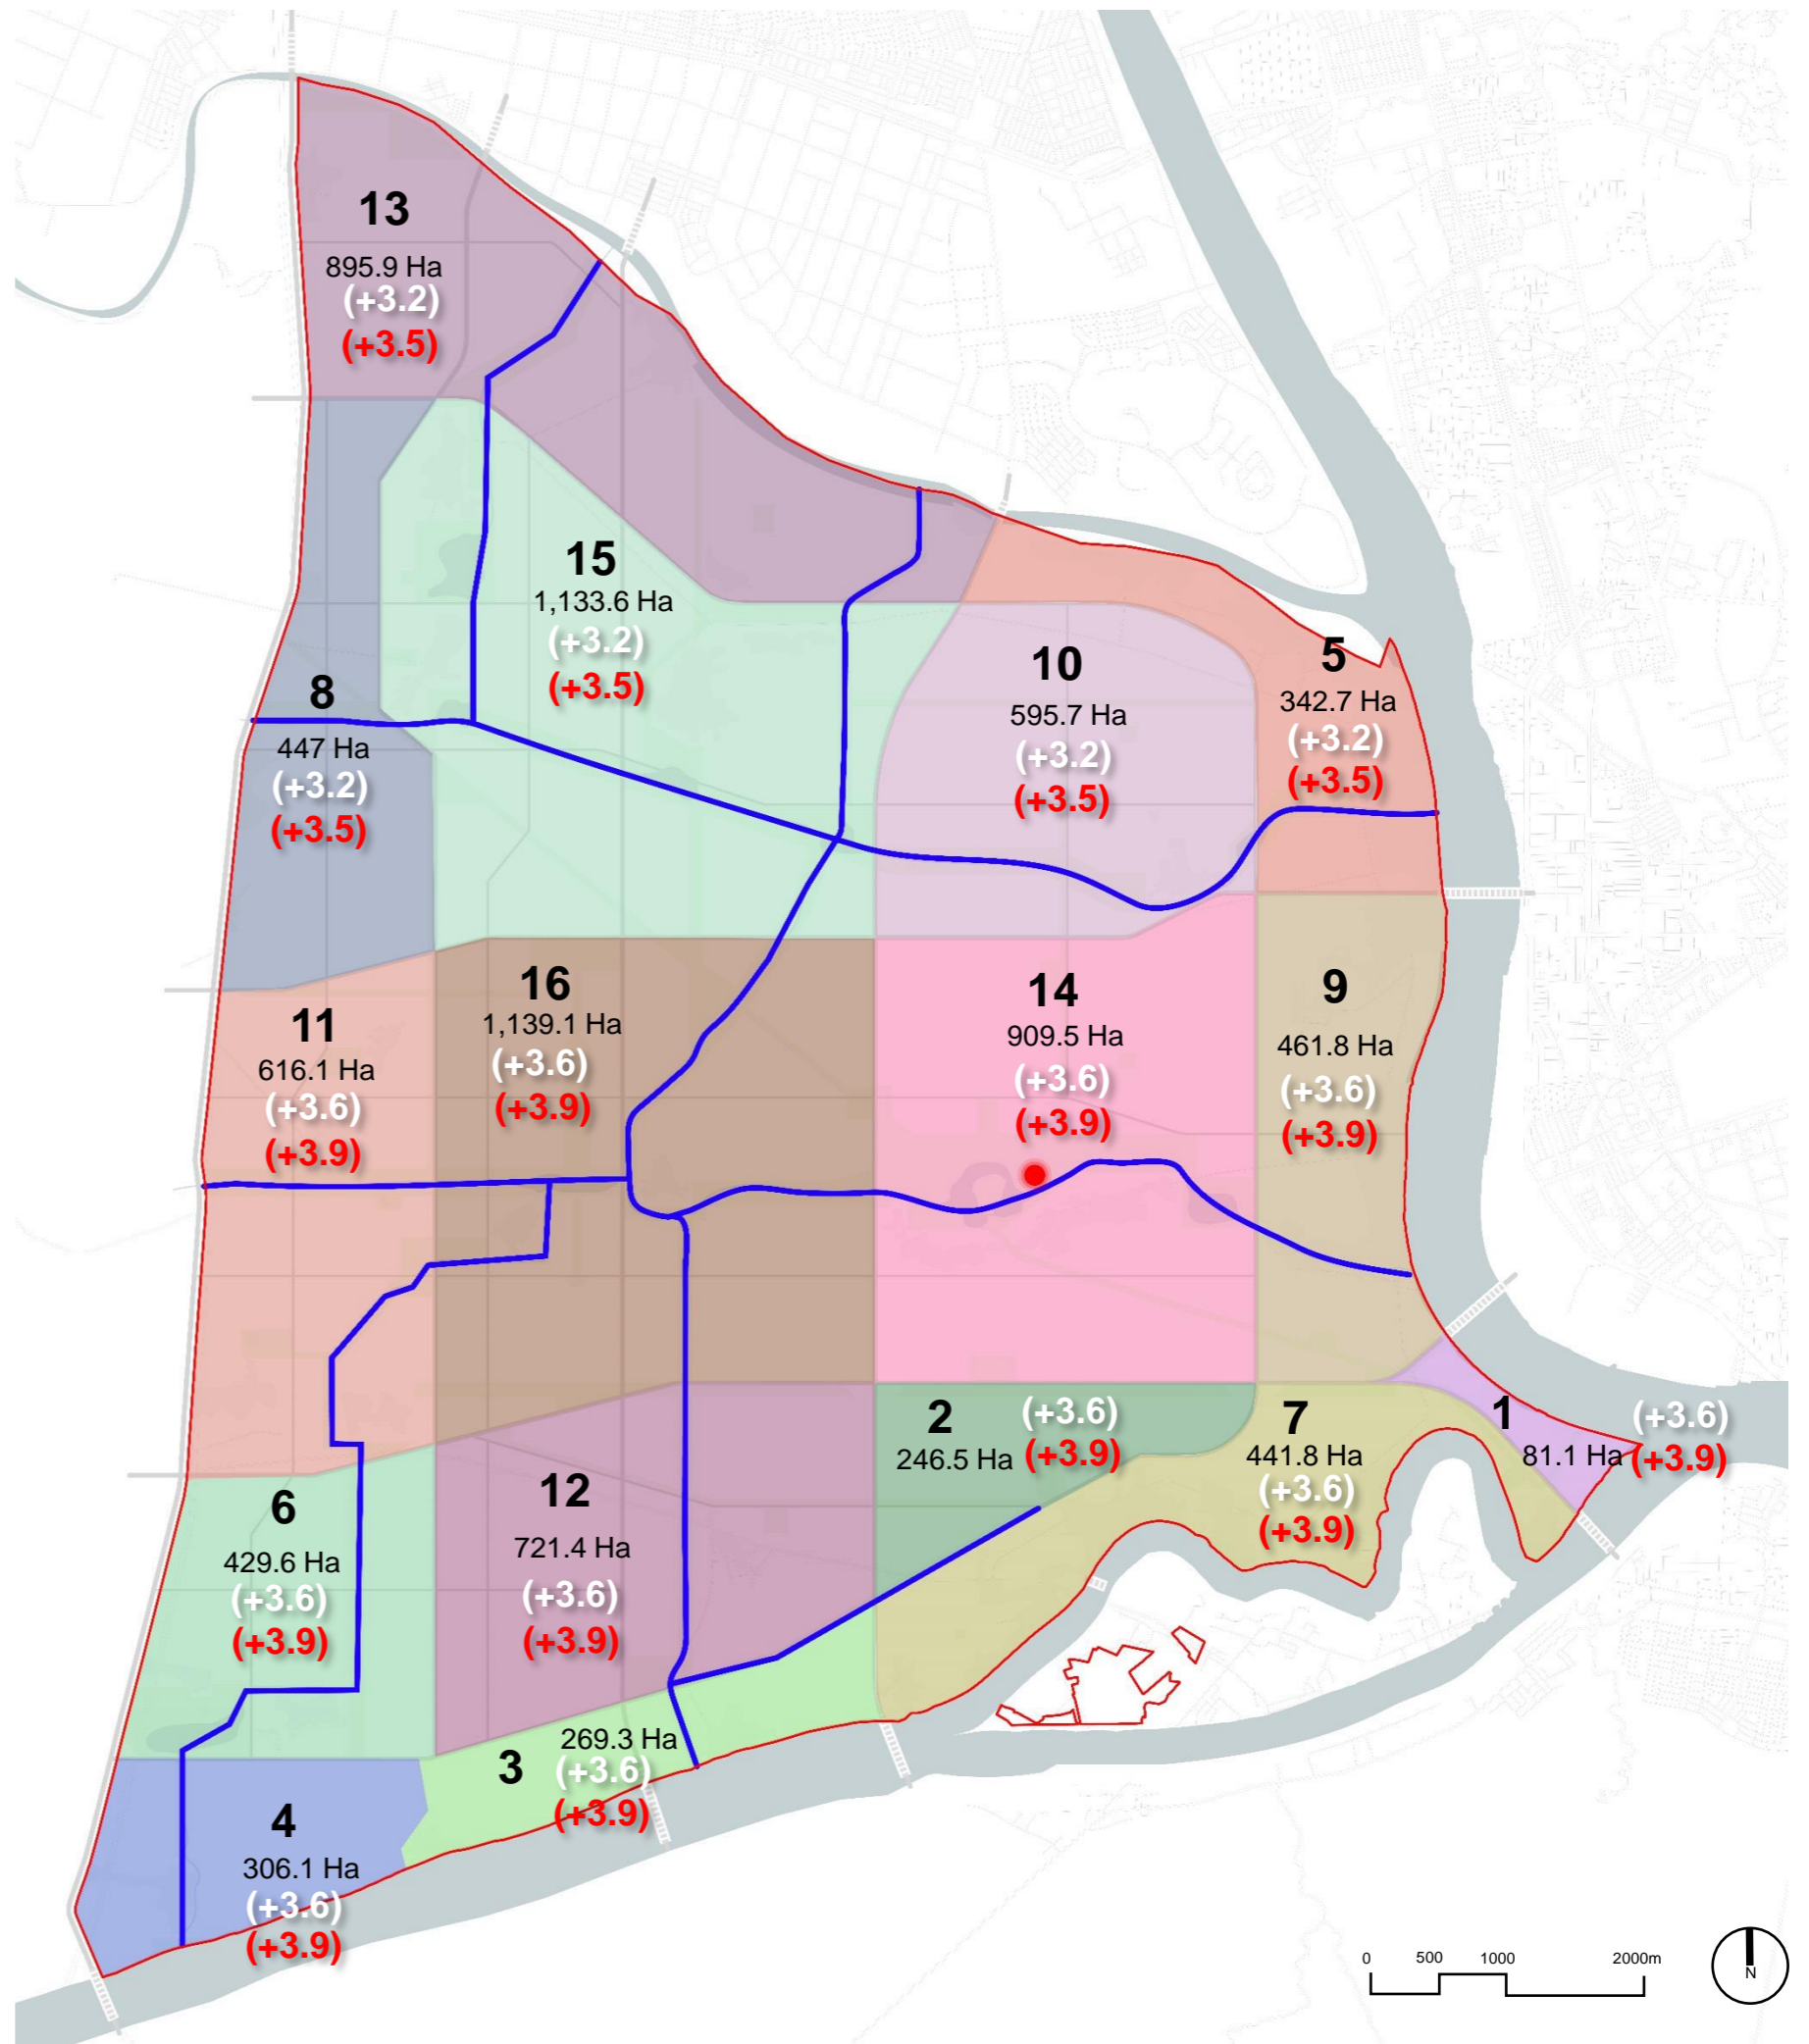 13
895.9 Ha
(+3.2)
(+3.5)
15
1,133.6 Ha
(+3.2)
(+3.5)
10
595.7 Ha
(+3.2)
(+3.5)
5
342.7 Ha
(+3.2)
(+3.5)
8
447 Ha
(+3.2)
(+3.5)
11
616.1 Ha
(+3.6)
(+3.9)
16
1,139.1 Ha
(+3.6)
(+3.9)
14
909.5 Ha
(+3.6)
(+3.9)
9
461.8 Ha
(+3.6)
(+3.9)
2
246.5 Ha
(+3.6)
(+3.9)
7
441.8 Ha
(+3.6)
(+3.9)
1
81.1 Ha
(+3.6)
(+3.9)
6
429.6 Ha
(+3.6)
(+3.9)
12
721.4 Ha
(+3.6)
(+3.9)
3
269.3 Ha
(+3.6)
(+3.9)
4
306.1 Ha
(+3.6)
(+3.9)
0 500 1000 2000m
N